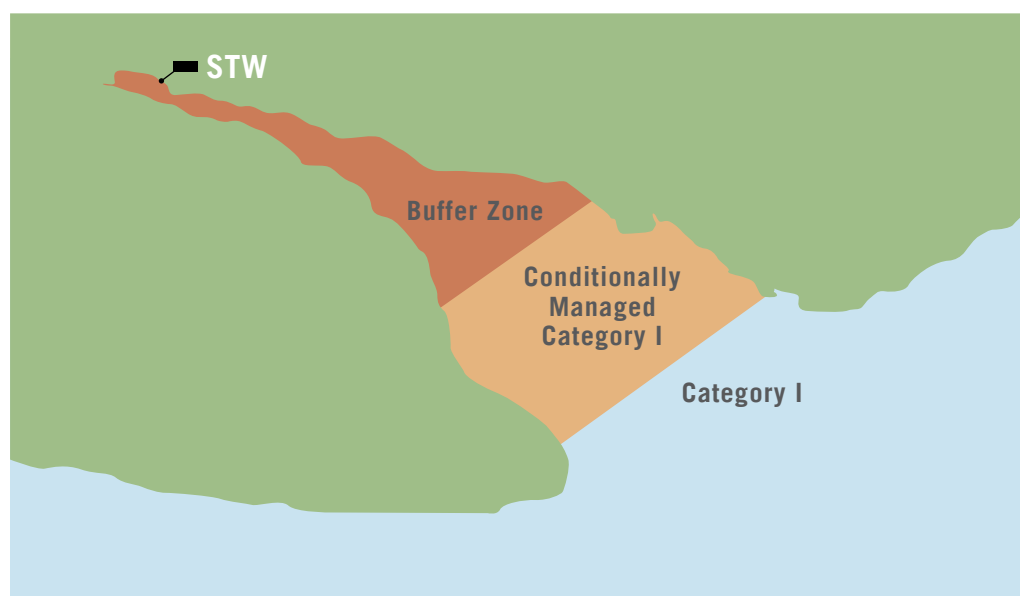 STW
Buffer Zone
Conditionally
Managed
Category I
Category I